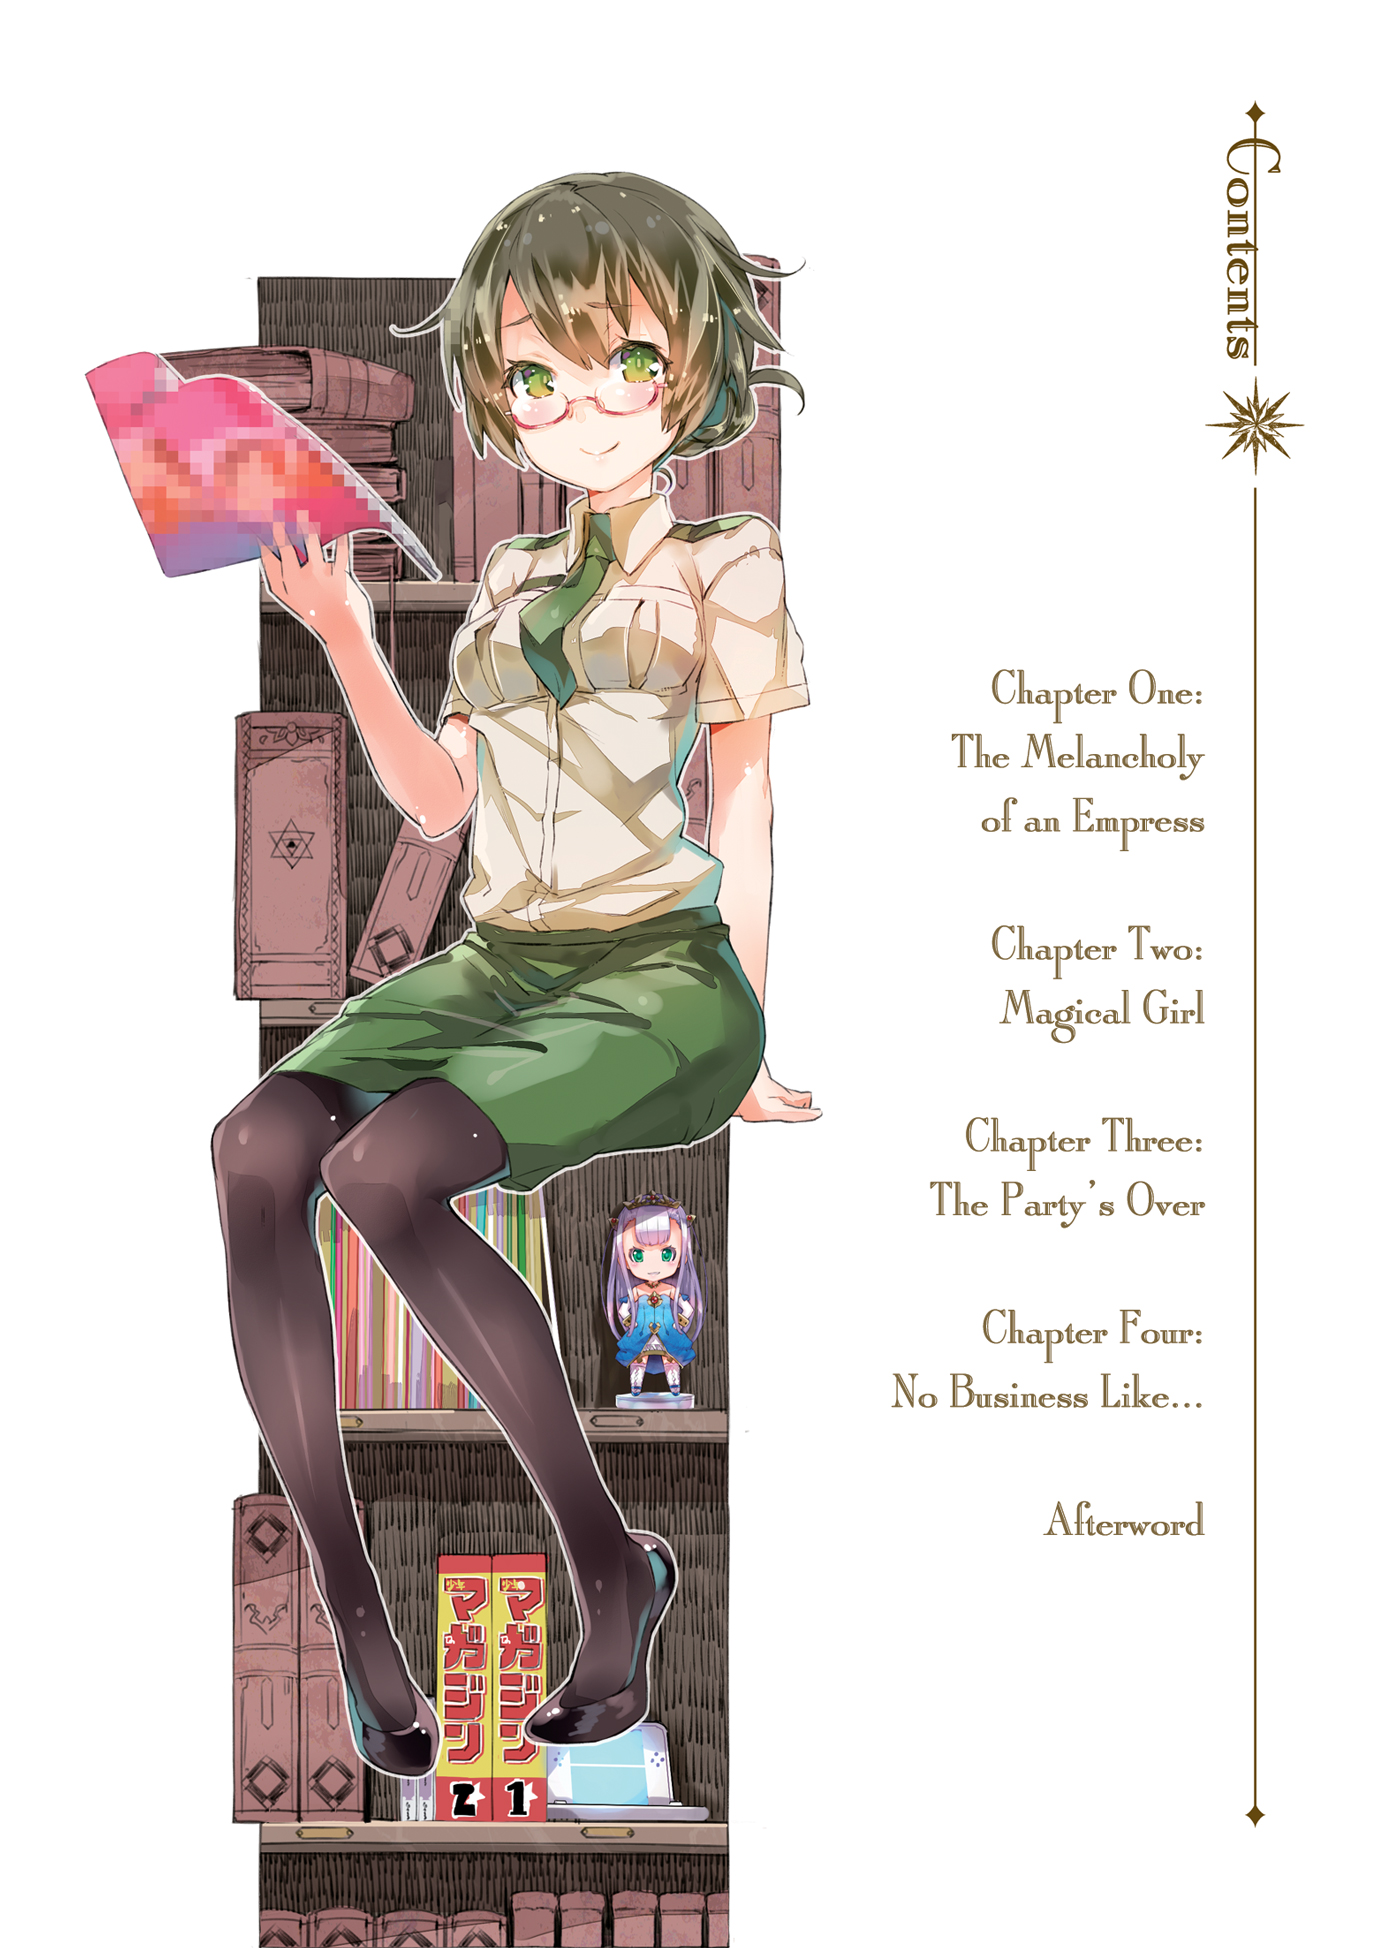 Contents
Chapter One:
The Melancholy
of an Empress
Chapter Two:
Magical Girl
Chapter Three:
The Party's Over
Chapter Four:
No Business Like...
Afterword
少年
マガジン
2
少年
マガジン
1